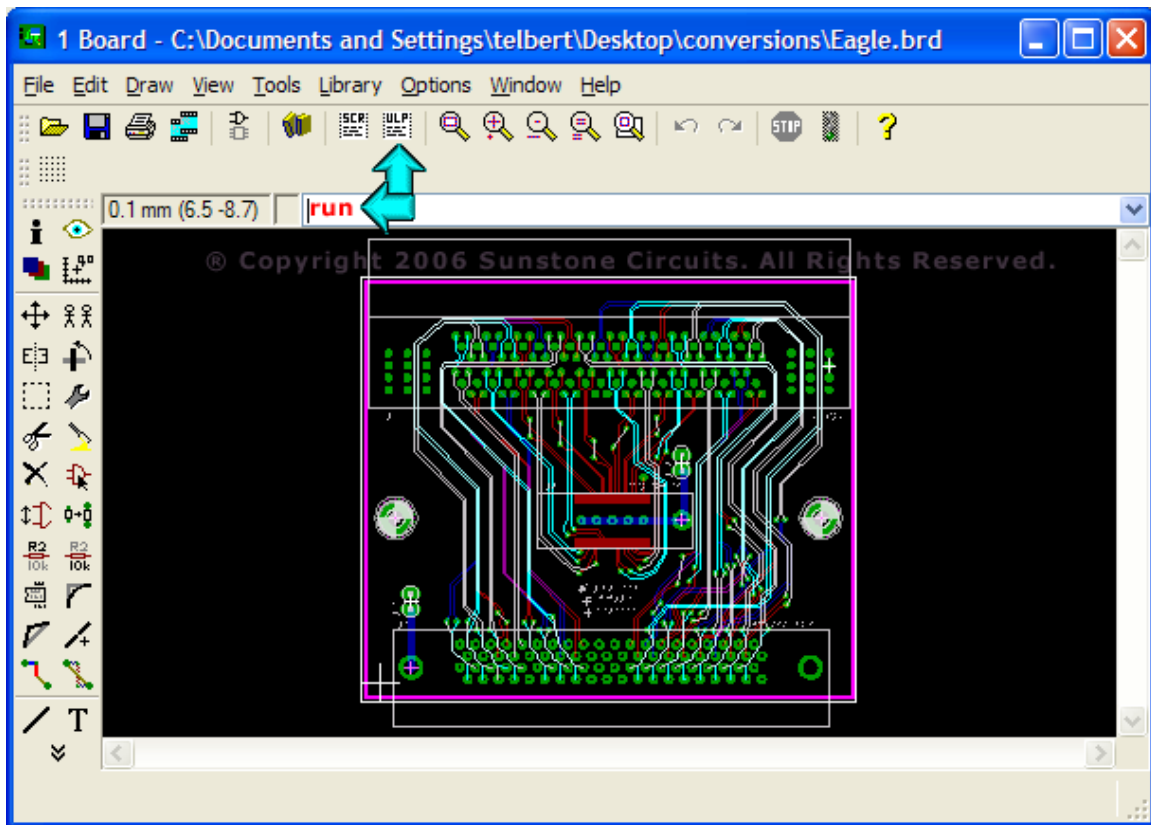 1 Board - C:\Documents and Settings\telbert\Desktop\conversions\Eagle.brd
File Edit Draw View Tools Library Options Window Help
SCR ULP STOP ?
0.1 mm (6.5 -8.7) run
® Copyright 2006 Sunstone Circuits. All Rights Reserved.
R2 R2
10k 10k
T